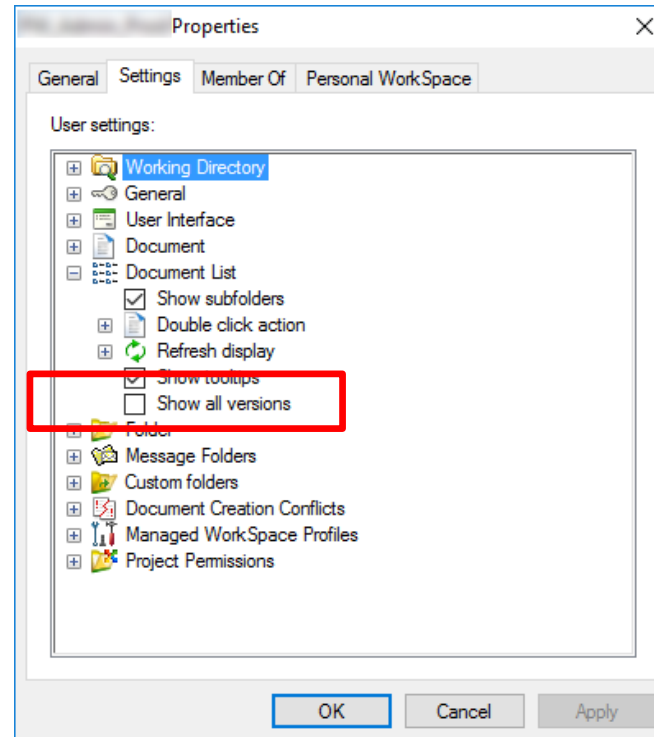 Properties
General Settings Member Of Personal WorkSpace
User settings:
Working Directory
General
User Interface
Document
Document List
Show subfolders
Double click action
Refresh display
Show tooltips
Show all versions
Folder
Message Folders
Custom folders
Document Creation Conflicts
Managed WorkSpace Profiles
Project Permissions
OK Cancel Apply